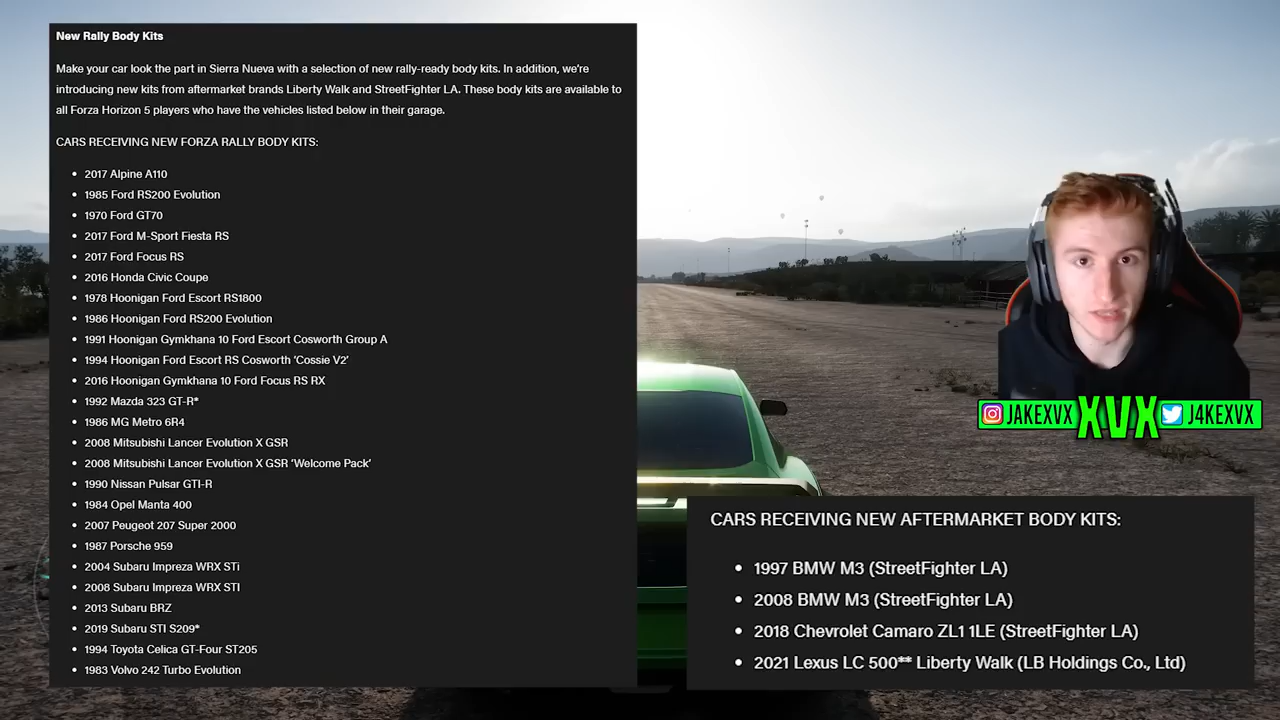 New Rally Body Kits
Make your car look the part in Sierra Nueva with a selection of new rally-ready body kits. In addition, we're
introducing new kits from aftermarket brands Liberty Walk and StreetFighter LA. These body kits are available to
all Forza Horizon 5 players who have the vehicles listed below in their garage.
CARS RECEIVING NEW FORZA RALLY BODY KITS:
• 2017 Alpine A110
• 1985 Ford RS200 Evolution
• 1970 Ford GT70
• 2017 Ford M-Sport Fiesta RS
• 2017 Ford Focus RS
• 2016 Honda Civic Coupe
• 1978 Hoonigan Ford Escort RS1800
• 1986 Hoonigan Ford RS200 Evolution
• 1991 Hoonigan Gymkhana 10 Ford Escort Cosworth Group A
• 1994 Hoonigan Ford Escort RS Cosworth ‘Cossie V2’
• 2016 Hoonigan Gymkhana 10 Ford Focus RS RX
• 1992 Mazda 323 GT-R*
• 1986 MG Metro 6R4
• 2008 Mitsubishi Lancer Evolution X GSR
• 2008 Mitsubishi Lancer Evolution X GSR ‘Welcome Pack’
• 1990 Nissan Pulsar GTI-R
• 1984 Opel Manta 400
• 2007 Peugeot 207 Super 2000
• 1987 Porsche 959
• 2004 Subaru Impreza WRX STi
• 2008 Subaru Impreza WRX STI
• 2013 Subaru BRZ
• 2019 Subaru STI S209*
• 1994 Toyota Celica GT-Four ST205
• 1983 Volvo 242 Turbo Evolution
JAKEXVX XVX J4KEXVX
CARS RECEIVING NEW AFTERMARKET BODY KITS:
• 1997 BMW M3 (StreetFighter LA)
• 2008 BMW M3 (StreetFighter LA)
• 2018 Chevrolet Camaro ZL1 1LE (StreetFighter LA)
• 2021 Lexus LC 500** Liberty Walk (LB Holdings Co., Ltd)